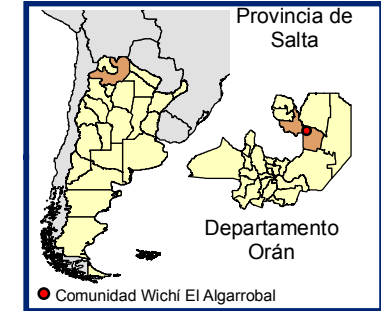 Provincia de
Salta
Departamento
Orán
Comunidad Wichí El Algarrobal